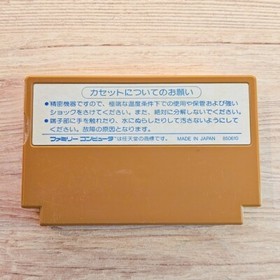 カセットについてのお願い
●精密機器ですので、極端な温度条件下での使用や保管および強い
ショックをさけてください。また、絶対に分解しないでください。
●端子部に手を触れたり、水にぬらしたりして汚さないようにして
ください。故障の原因となります。
ファミリーコンピュータ は任天堂の商標です。 MADE IN JAPAN